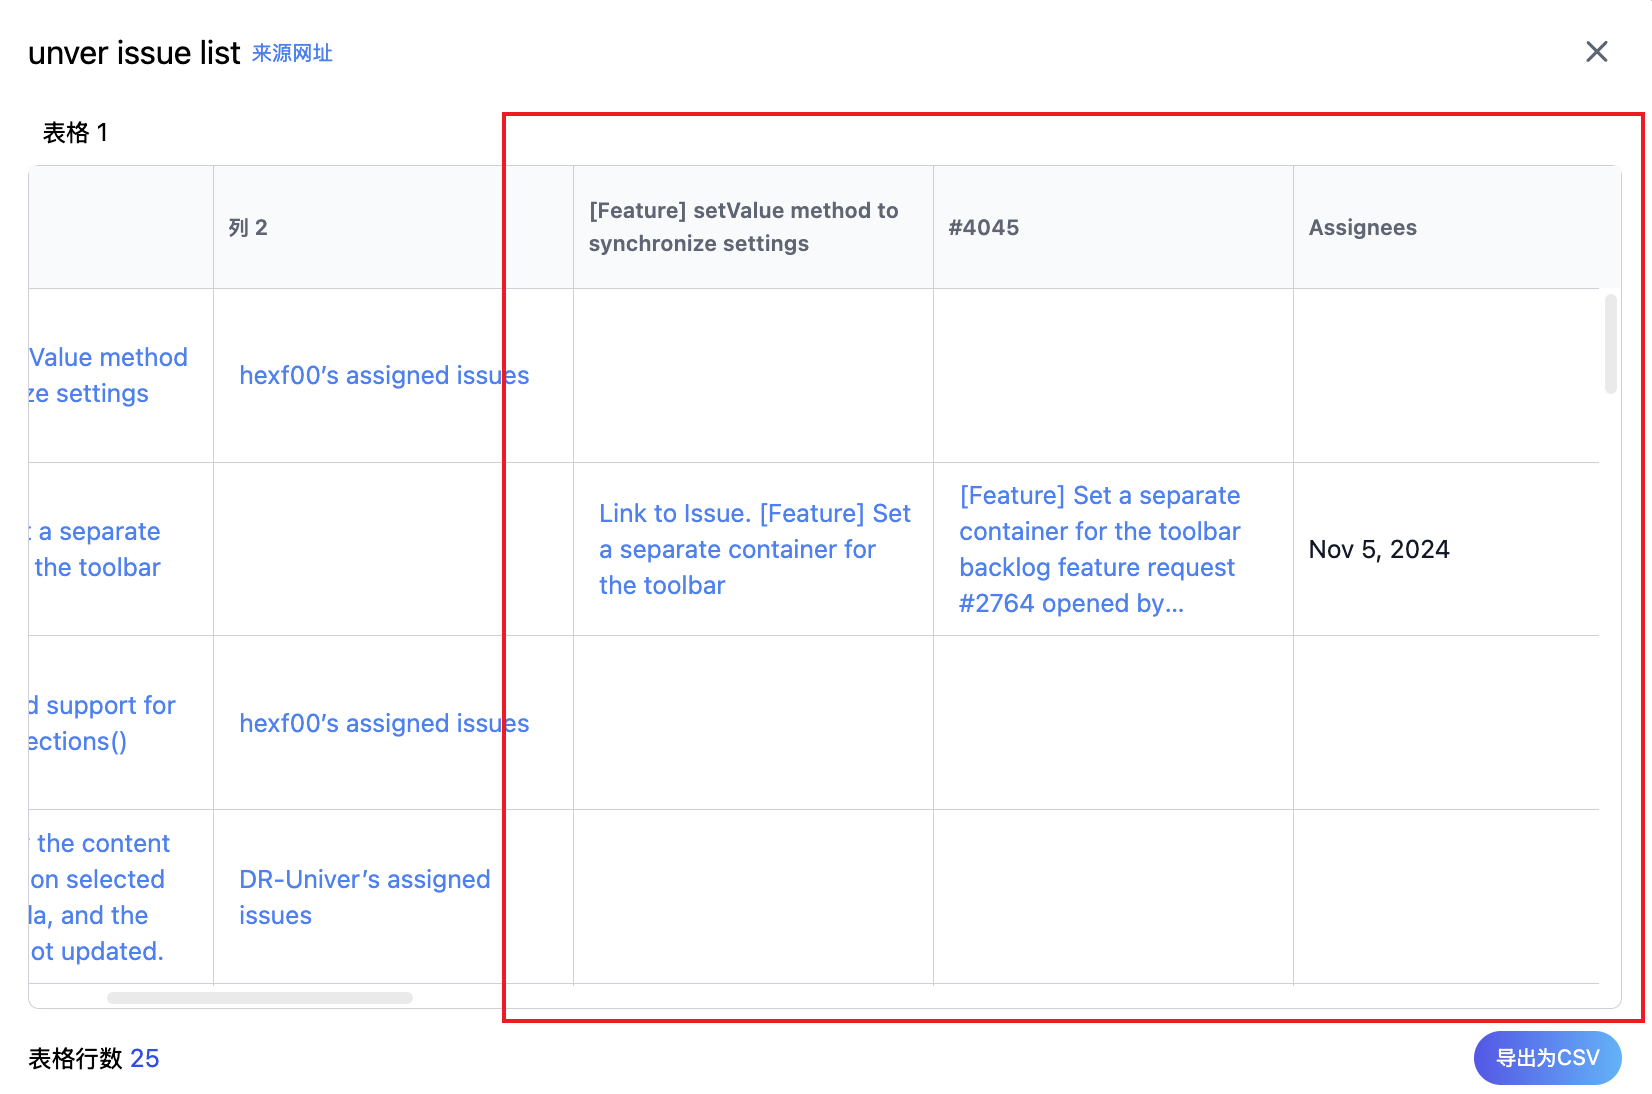 unver issue list 来源网址
表格 1
列 2
[Feature] setValue method to
synchronize settings
#4045
Assignees
Value method
ze settings
hexf00’s assigned issues
a separate
the toolbar
Link to Issue. [Feature] Set
a separate container for
the toolbar
[Feature] Set a separate
container for the toolbar
backlog feature request
#2764 opened by...
Nov 5, 2024
d support for
ections()
hexf00’s assigned issues
the content
on selected
la, and the
ot updated.
DR-Univer’s assigned
issues
表格行数 25
导出为CSV